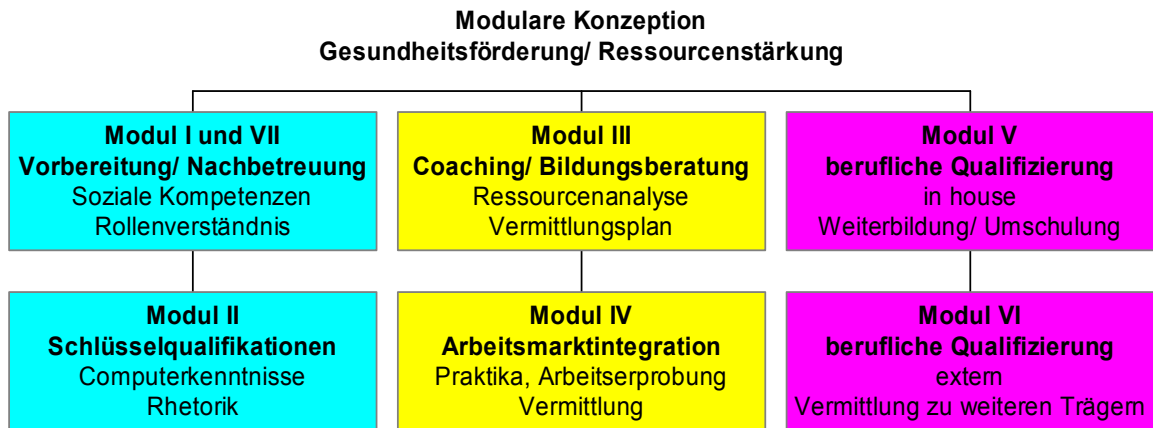 Modulare Konzeption
Gesundheitsförderung/ Ressourcenstärkung
Modul I und VII
Vorbereitung/ Nachbetreuung
Soziale Kompetenzen
Rollenverständnis
Modul III
Coaching/ Bildungsberatung
Ressourcenanalyse
Vermittlungsplan
Modul V
berufliche Qualifizierung
in house
Weiterbildung/ Umschulung
Modul II
Schlüsselqualifikationen
Computerkenntnisse
Rhetorik
Modul IV
Arbeitsmarktintegration
Praktika, Arbeitserprobung
Vermittlung
Modul VI
berufliche Qualifizierung
extern
Vermittlung zu weiteren Trägern